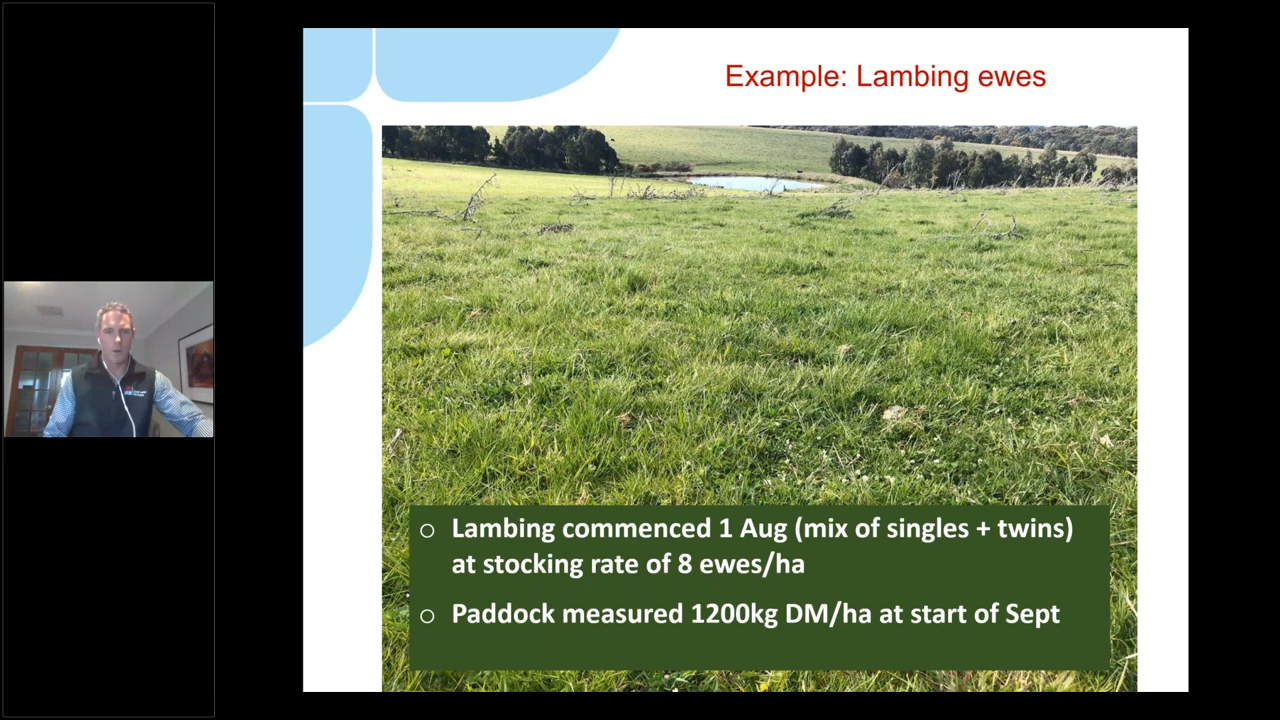 Example: Lambing ewes
○ Lambing commenced 1 Aug (mix of singles + twins)
at stocking rate of 8 ewes/ha
○ Paddock measured 1200kg DM/ha at start of Sept